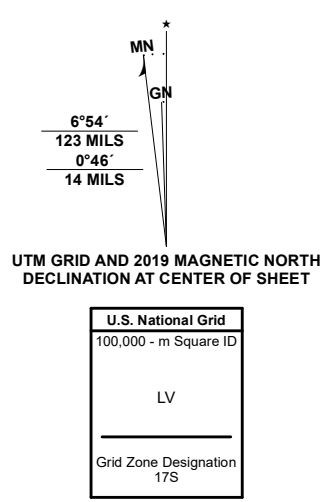 MN
GN
6°54´
123 MILS
0°46´
14 MILS
UTM GRID AND 2019 MAGNETIC NORTH
DECLINATION AT CENTER OF SHEET
U.S. National Grid
100,000 - m Square ID
LV
Grid Zone Designation
17S